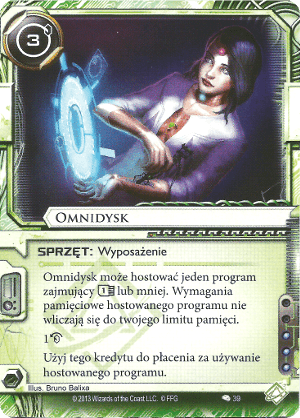 3
OMNIDYSK
SPRZĘT: Wyposażenie
Omnidysk może hostować jeden program
zajmujący 1 lub mniej. Wymagania
pamięciowe hostowanego programu nie
wliczają się do twojego limitu pamięci.
1
Użyj tego kredytu do płacenia za używanie
hostowanego programu.
Illus. Bruno Balixa
©2013 Wizards of the Coast LLC. © FFG
39